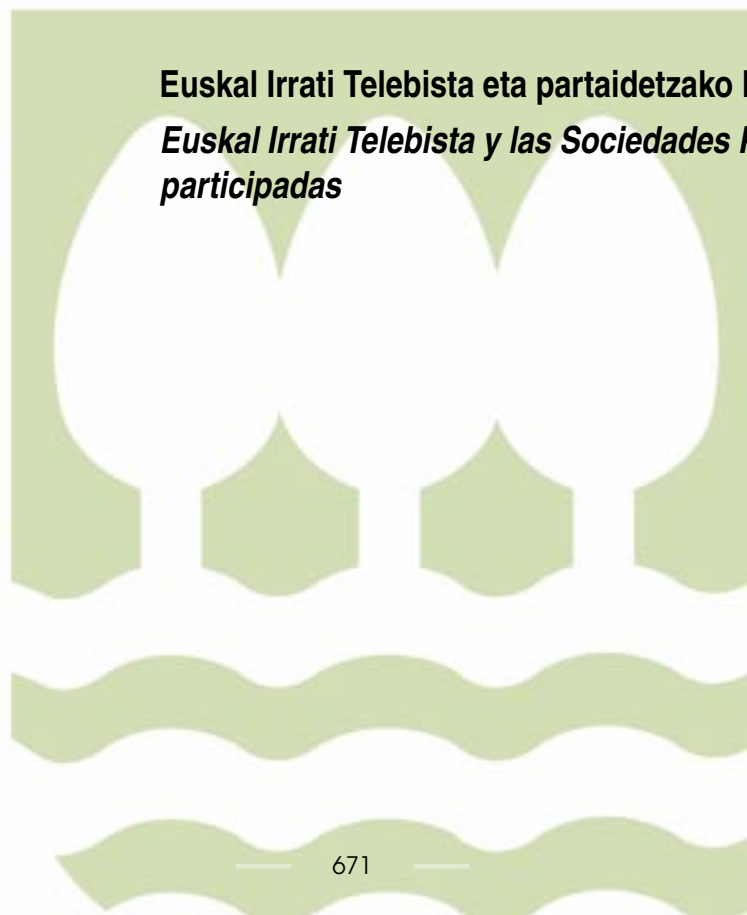 Euskal Irrati Telebista eta partaidetzako
Euskal Irrati Telebista y las Sociedades
participadas
671